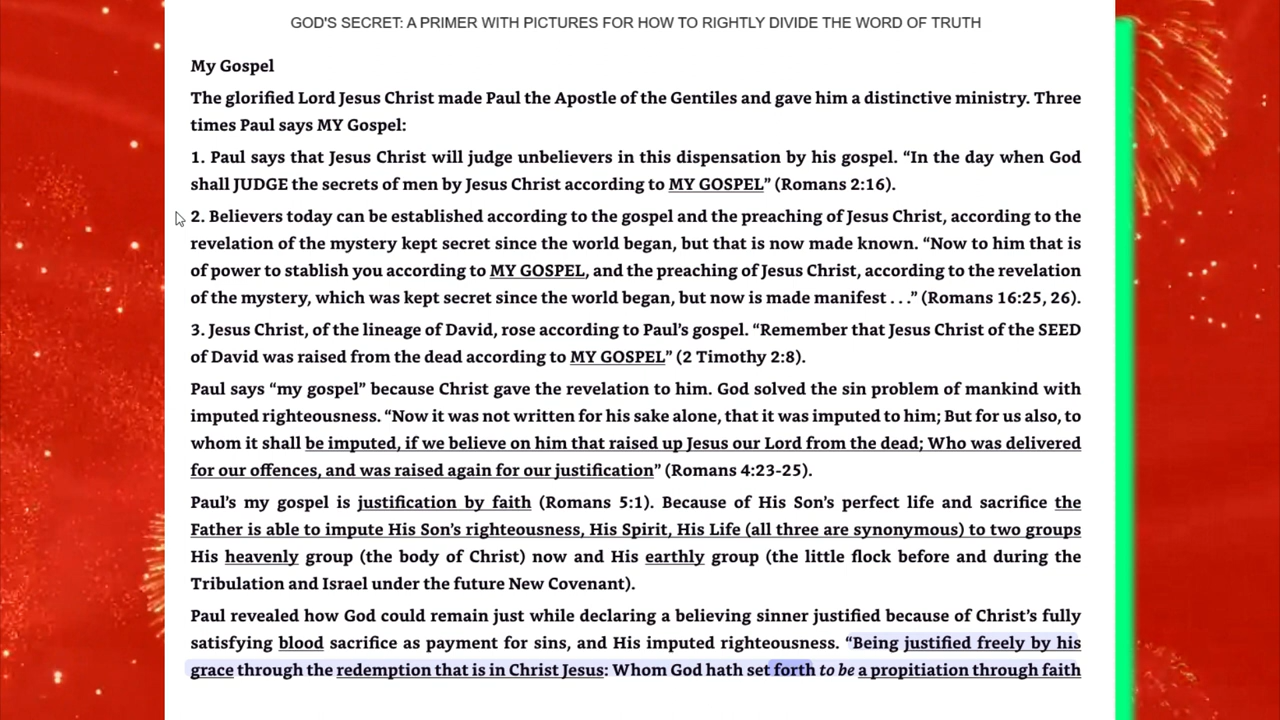 GOD'S SECRET: A PRIMER WITH PICTURES FOR HOW TO RIGHTLY DIVIDE THE WORD OF TRUTH
My Gospel
The glorified Lord Jesus Christ made Paul the Apostle of the Gentiles and gave him a distinctive ministry. Three
times Paul says MY Gospel:
1. Paul says that Jesus Christ will judge unbelievers in this dispensation by his gospel. “In the day when God
shall JUDGE the secrets of men by Jesus Christ according to MY GOSPEL” (Romans 2:16).
2. Believers today can be established according to the gospel and the preaching of Jesus Christ, according to the
revelation of the mystery kept secret since the world began, but that is now made known. “Now to him that is
of power to stablish you according to MY GOSPEL, and the preaching of Jesus Christ, according to the revelation
of the mystery, which was kept secret since the world began, but now is made manifest . . .” (Romans 16:25, 26).
3. Jesus Christ, of the lineage of David, rose according to Paul’s gospel. “Remember that Jesus Christ of the SEED
of David was raised from the dead according to MY GOSPEL” (2 Timothy 2:8).
Paul says “my gospel” because Christ gave the revelation to him. God solved the sin problem of mankind with
imputed righteousness. “Now it was not written for his sake alone, that it was imputed to him; But for us also, to
whom it shall be imputed, if we believe on him that raised up Jesus our Lord from the dead; Who was delivered
for our offences, and was raised again for our justification” (Romans 4:23-25).
Paul’s my gospel is justification by faith (Romans 5:1). Because of His Son’s perfect life and sacrifice the
Father is able to impute His Son’s righteousness, His Spirit, His Life (all three are synonymous) to two groups
His heavenly group (the body of Christ) now and His earthly group (the little flock before and during the
Tribulation and Israel under the future New Covenant).
Paul revealed how God could remain just while declaring a believing sinner justified because of Christ’s fully
satisfying blood sacrifice as payment for sins, and His imputed righteousness. “Being justified freely by his
grace through the redemption that is in Christ Jesus: Whom God hath set forth to be a propitiation through faith